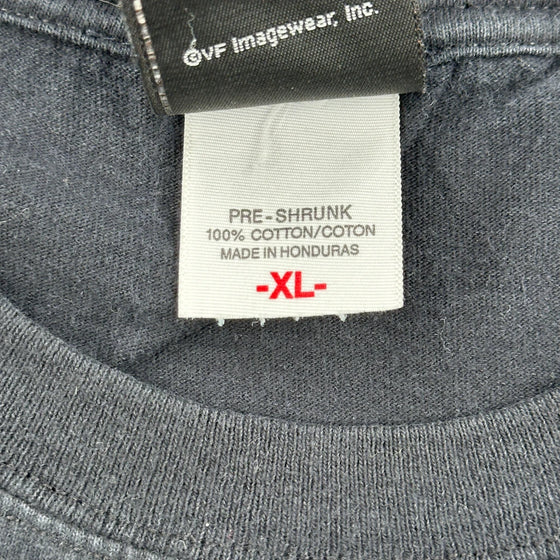 ©VF Imagewear, Inc.
PRE-SHRUNK
100% COTTON/COTON
MADE IN HONDURAS
-XL-